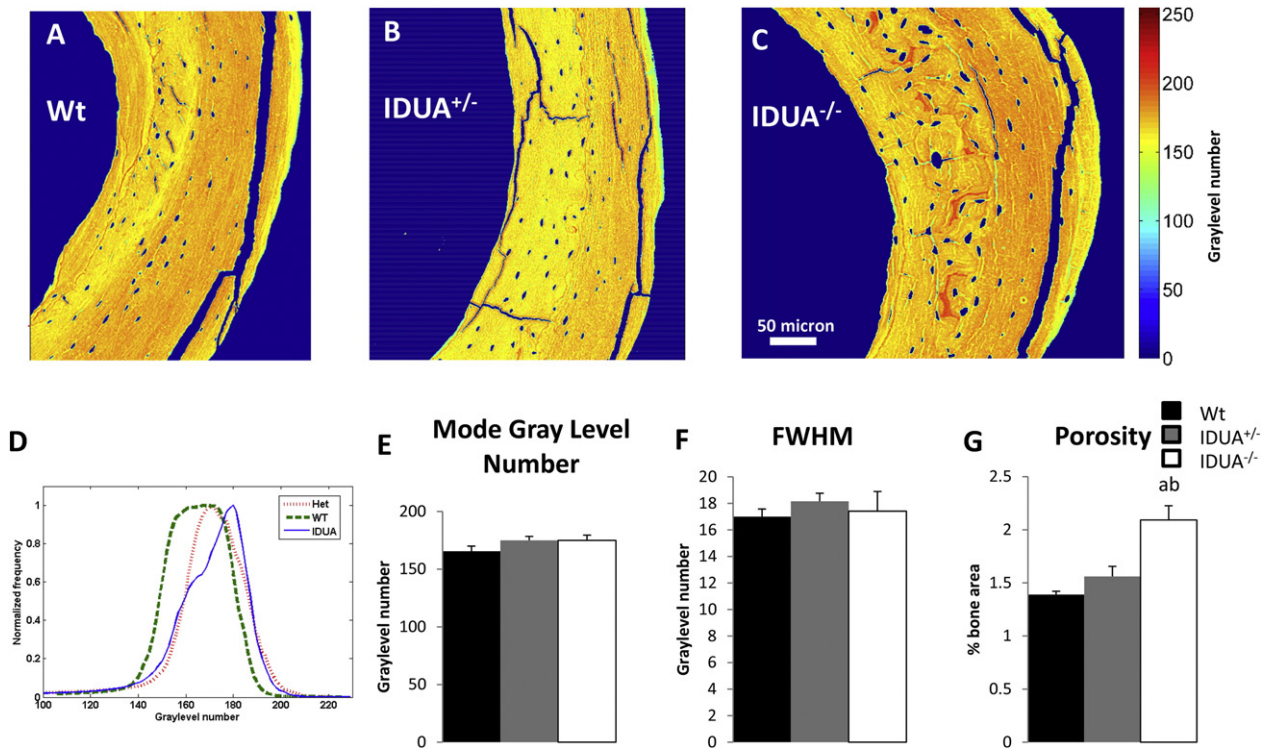 A
Wt
B
IDUA+/-
C
IDUA-/-
50 micron
250
200
150
100
50
0
Graylevel number
D
Normalized frequency
1
0.8
0.6
0.4
0.2
0
100
120
140
160
180
200
220
Graylevel number
Het
WT
IDUA
E
Mode Gray Level
Number
Graylevel number
200
150
100
50
0
F
FWHM
Graylevel number
20
18
16
14
12
10
8
6
4
2
0
G
Porosity
% bone area
2.5
2
1.5
1
0.5
0
ab
Wt
IDUA+/-
IDUA-/-